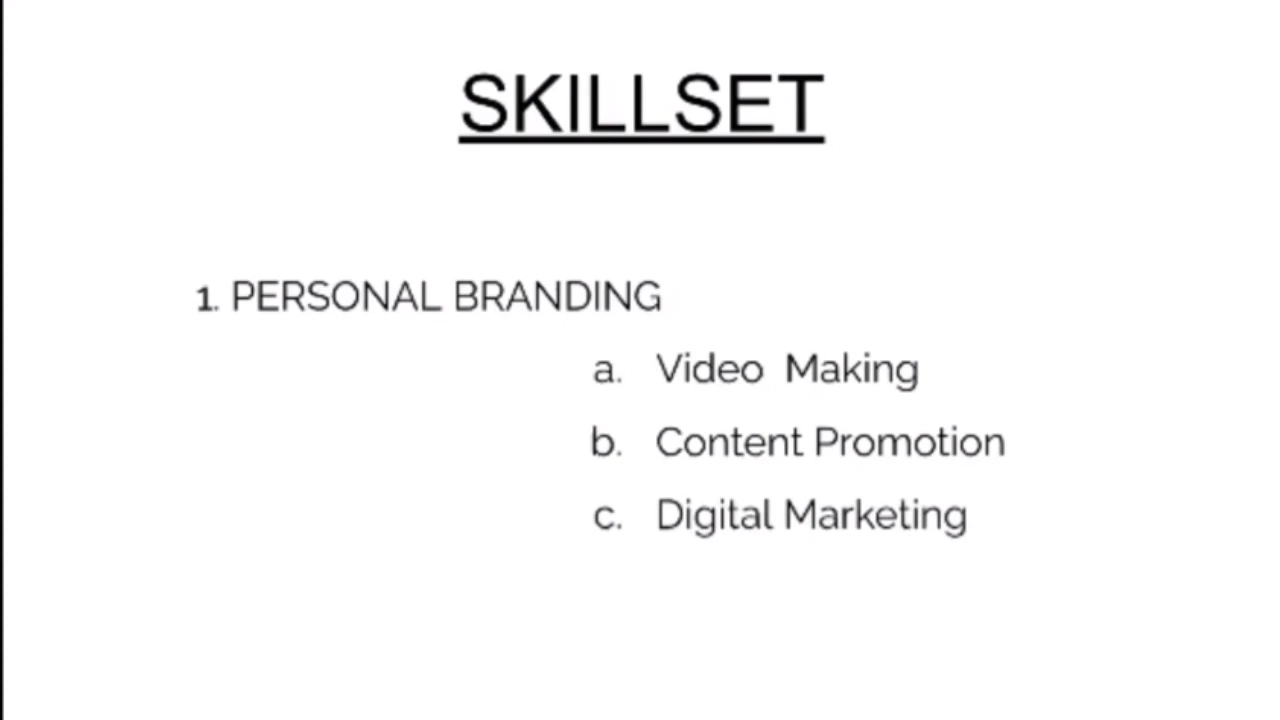 SKILLSET
1. PERSONAL BRANDING
a. Video Making
b. Content Promotion
c. Digital Marketing